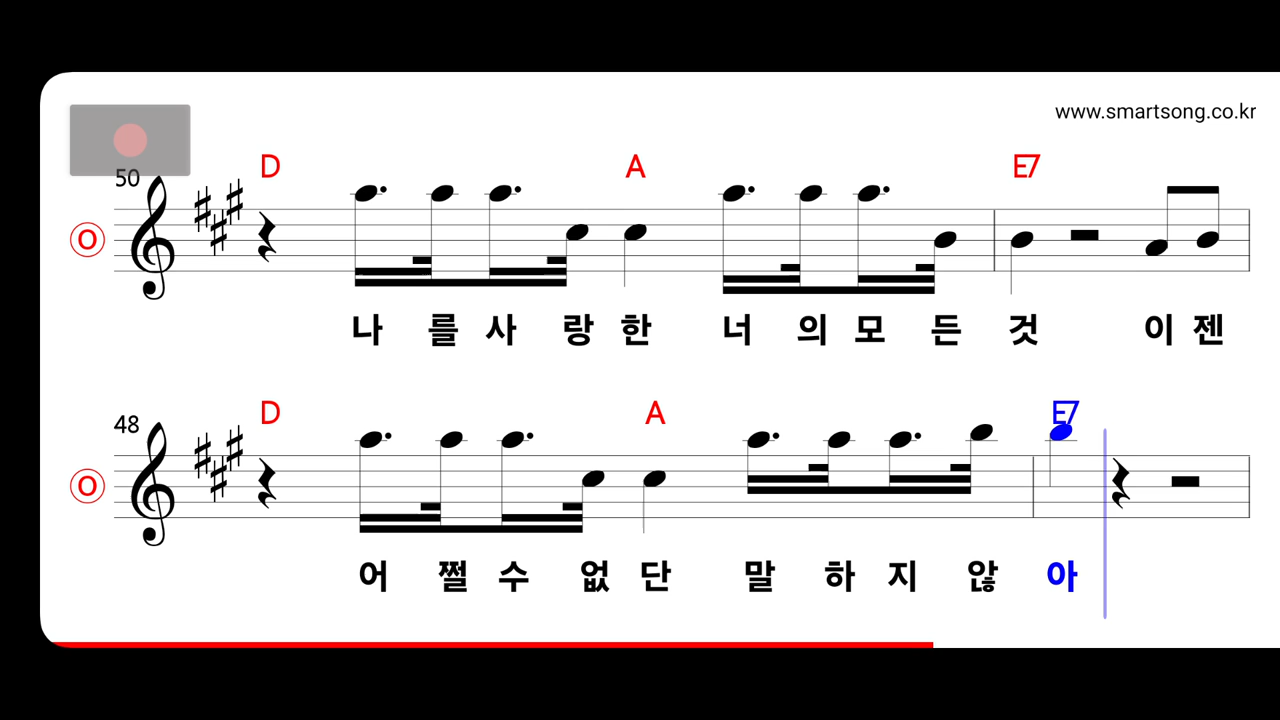 www.smartsong.co.kr
D A E7
50
O
나 를 사 랑 한 너 의 모 든 것 이 젠
D A E7
48
O
어 쩔 수 없 단 말 하 지 않 아